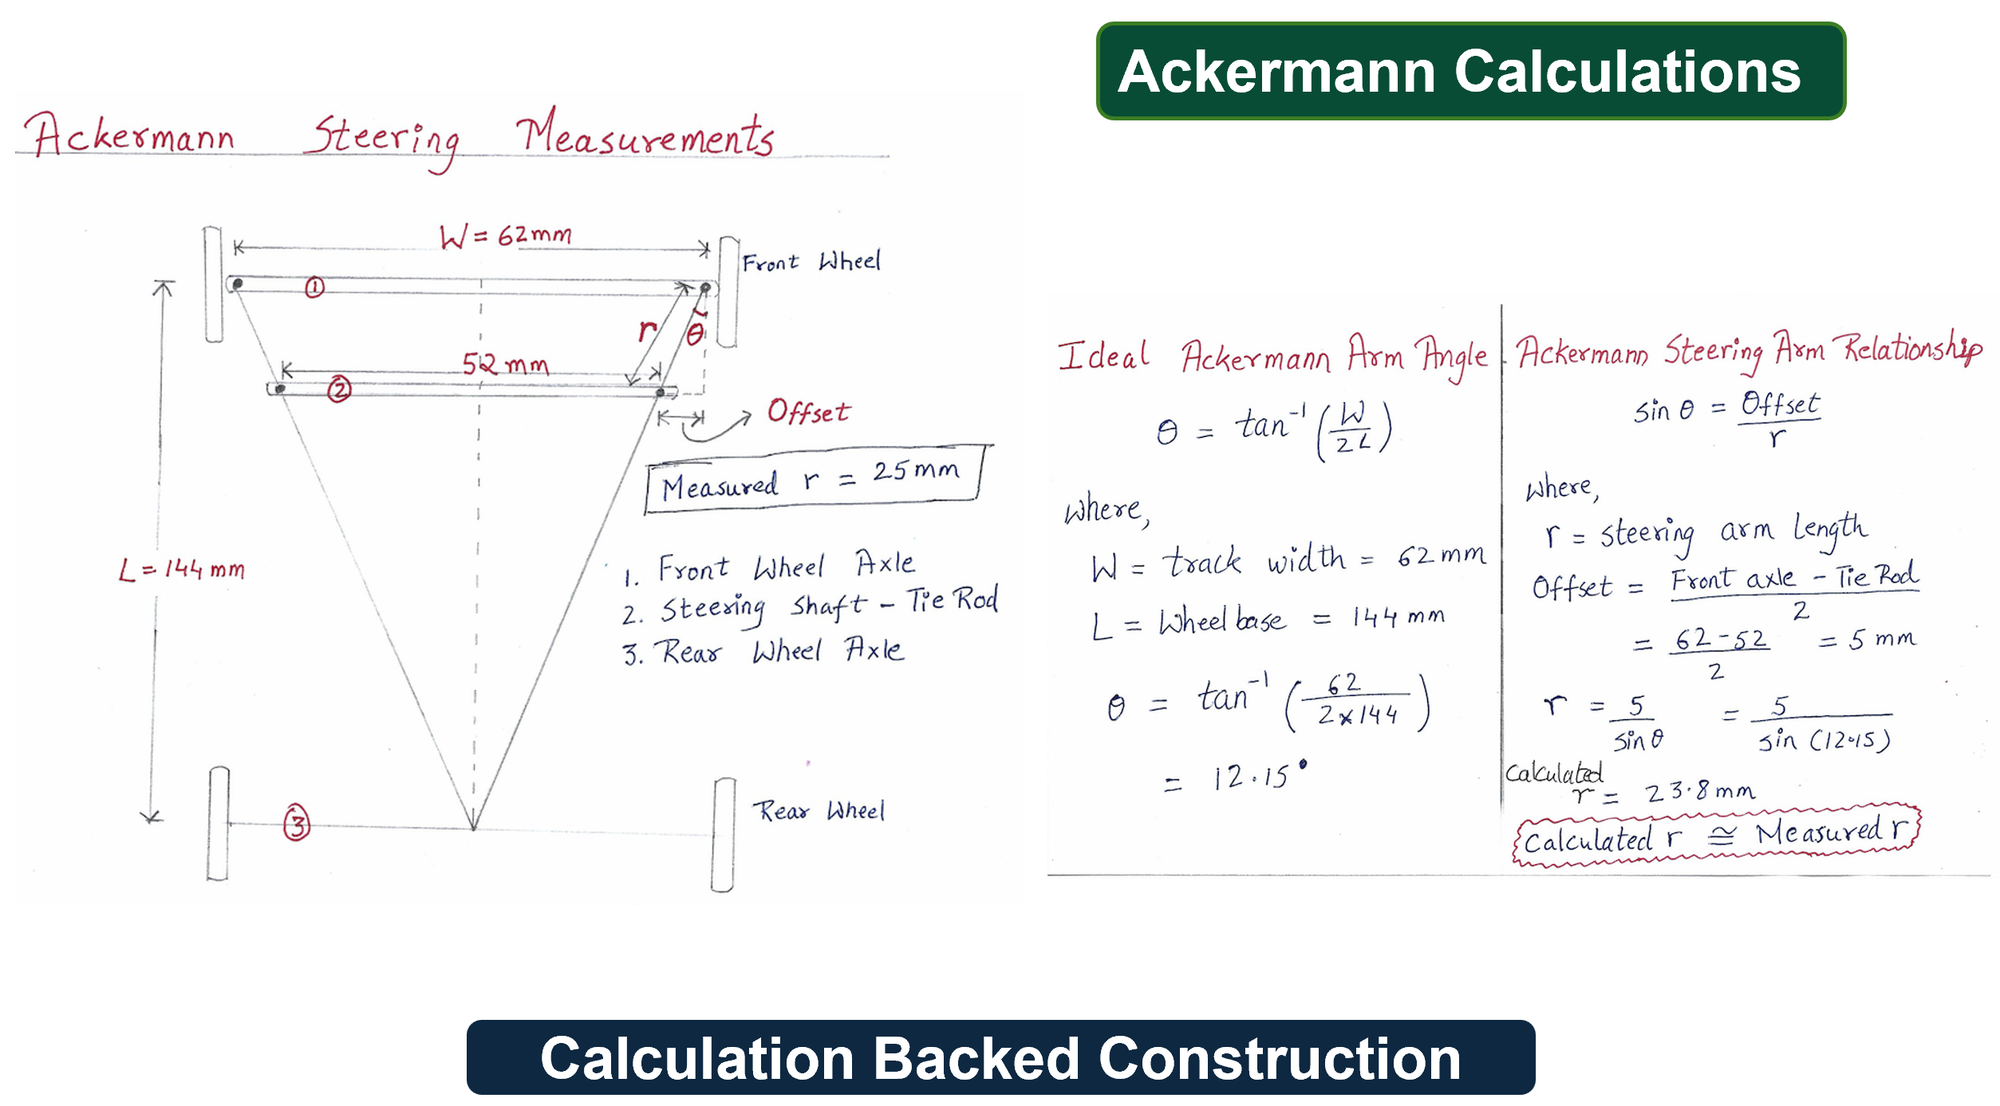 Ackermann Calculations
Ackermann Steering Measurements
W = 62mm
Front Wheel
1
r
θ
52 mm
2
Offset
Measured r = 25mm
L = 144 mm
1. Front Wheel Axle
2. Steering Shaft - Tie Rod
3. Rear Wheel Axle
3
Rear Wheel
Ideal Ackermann Arm Angle
θ = tan⁻¹ (W/2L)
where,
W = track width = 62 mm
L = Wheel base = 144 mm
θ = tan⁻¹ (62/2×144)
= 12.15°
Ackermann Steering Arm Relationship
sin θ = Offset/r
Where,
r = steering arm length
Offset = Front axle - Tie Rod/2
= 62-52/2 = 5 mm
r = 5/sin θ = 5/sin (12.15)
Calculated
r = 23.8mm
Calculated r ≅ Measured r
Calculation Backed Construction